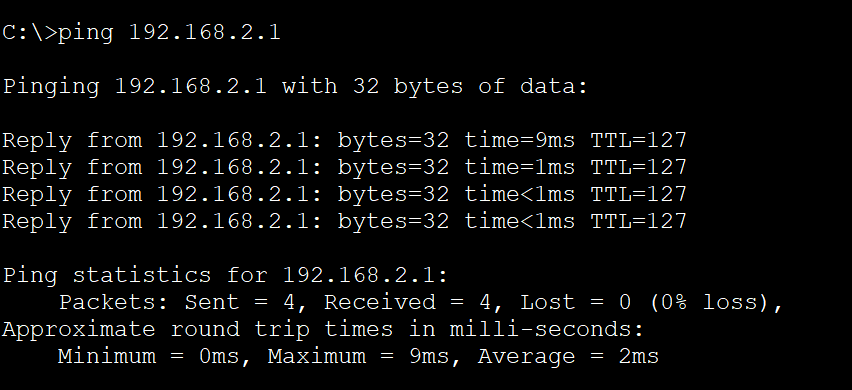 C:\>ping 192.168.2.1
Pinging 192.168.2.1 with 32 bytes of data:
Reply from 192.168.2.1: bytes=32 time=9ms TTL=127
Reply from 192.168.2.1: bytes=32 time=1ms TTL=127
Reply from 192.168.2.1: bytes=32 time<1ms TTL=127
Reply from 192.168.2.1: bytes=32 time<1ms TTL=127
Ping statistics for 192.168.2.1:
    Packets: Sent = 4, Received = 4, Lost = 0 (0% loss),
Approximate round trip times in milli-seconds:
    Minimum = 0ms, Maximum = 9ms, Average = 2ms